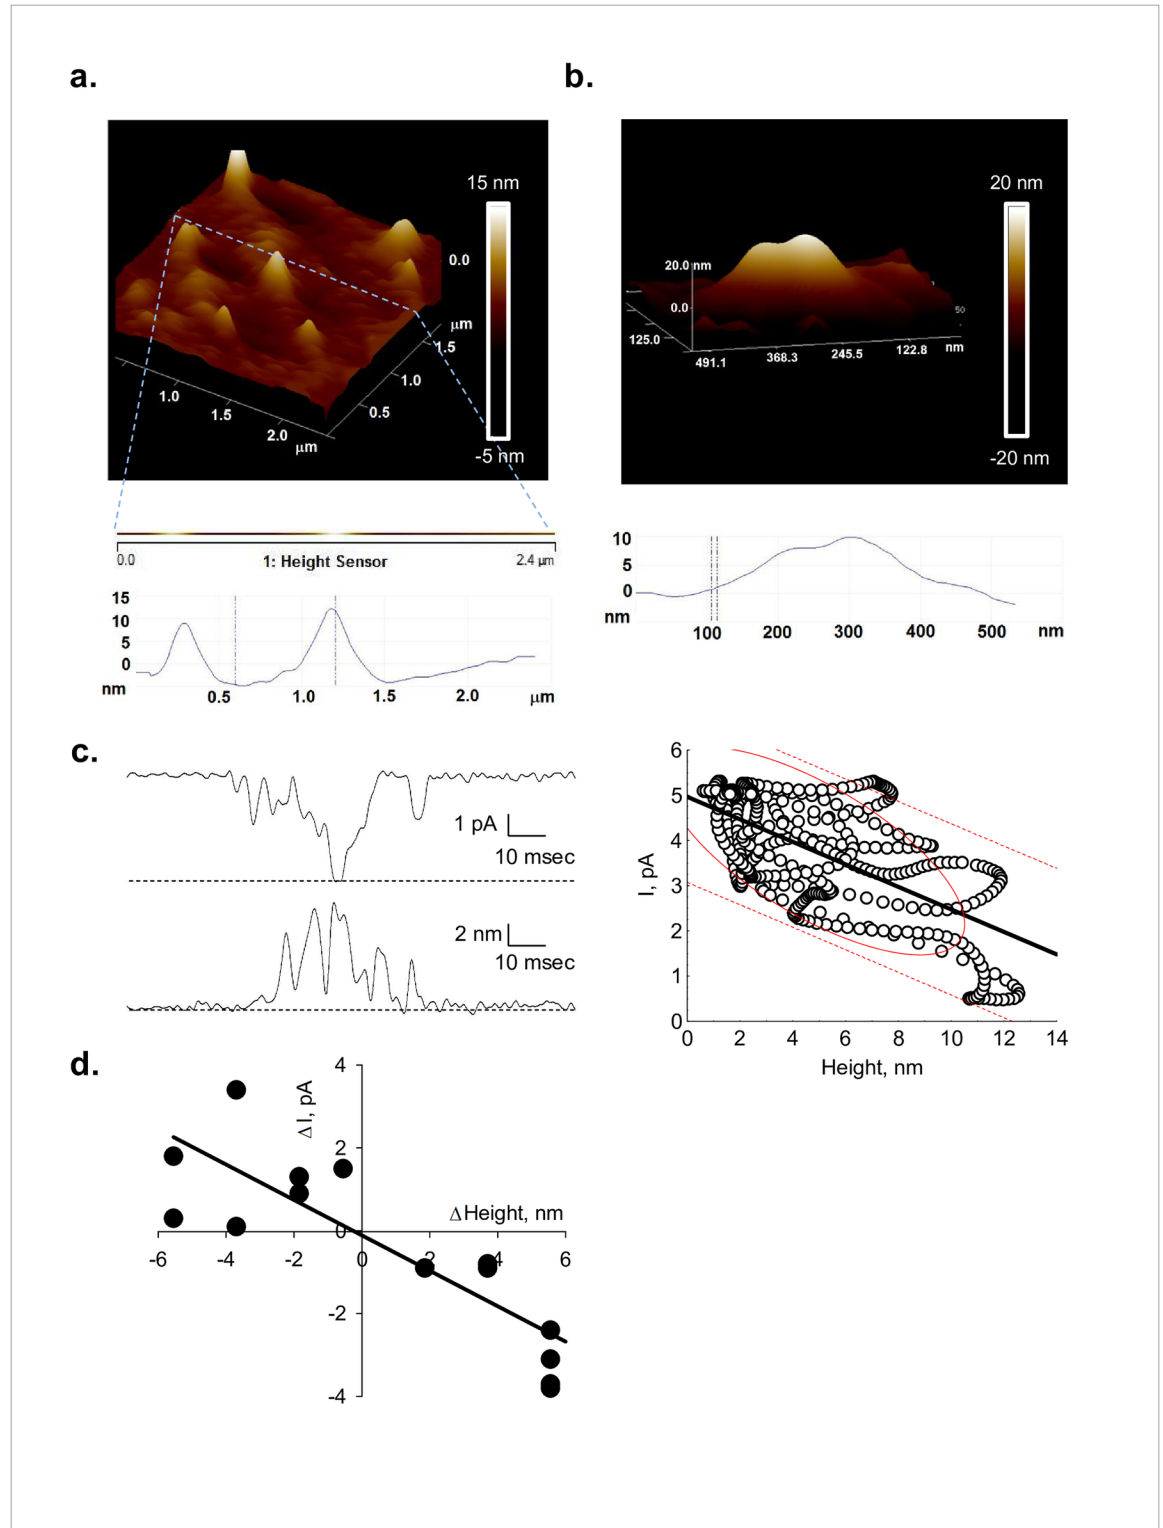 a.
b.
15 nm
0.0
μm
1.5
1.0
0.5
1.0
1.5
2.0
μm
-5 nm
20 nm
20.0 nm
0.0
50
125.0
491.1
368.3
245.5
122.8
nm
-20 nm
0.0
1: Height Sensor
2.4 μm
15
10
5
0
nm
0.5
1.0
1.5
2.0
μm
10
5
0
nm
100
200
300
400
500
nm
c.
1 pA
10 msec
2 nm
10 msec
6
5
4
3
2
1
0
I, pA
0
2
4
6
8
10
12
14
Height, nm
d.
4
2
0
-2
-4
Δ I, pA
ΔHeight, nm
-6
-4
-2
0
2
4
6